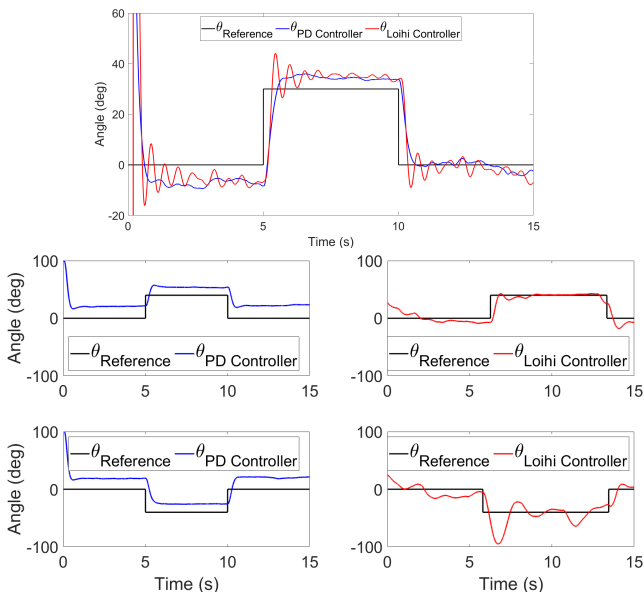 θReference θPD Controller θLoihi Controller
60
40
20
0
-20
Angle (deg)
0 5 10 15
Time (s)
100
0
-100
Angle (deg)
θReference θPD Controller
0 5 10 15
100
0
-100
θReference θLoihi Controller
0 5 10 15
100
0
-100
Angle (deg)
θReference θPD Controller
0 5 10 15
Time (s)
100
0
-100
θReference θLoihi Controller
0 5 10 15
Time (s)